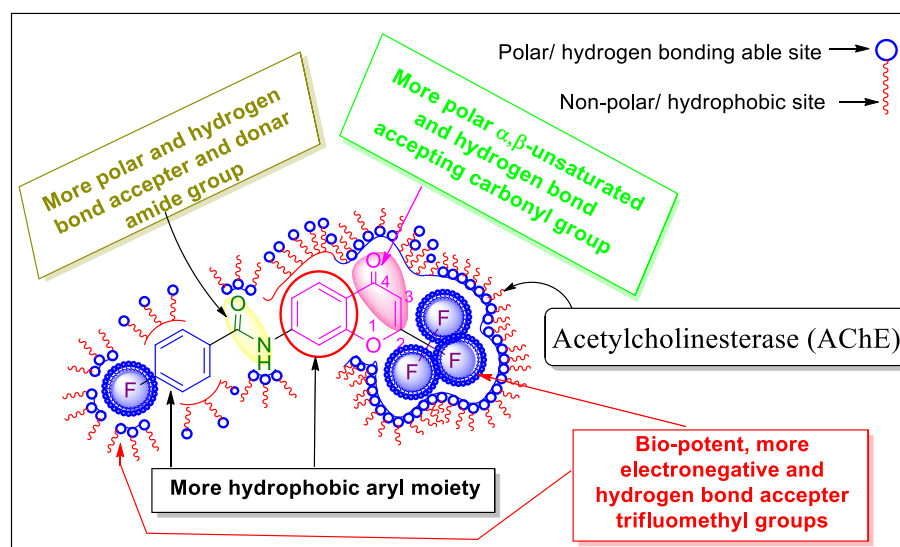 Polar/ hydrogen bonding able site
Non-polar/ hydrophobic site
More polar and hydrogen
bond accepter and donar
amide group
More polar α,β-unsaturated
and hydrogen bond
accepting carbonyl group
O
4
3
1
2
O
O
N
H
F
F
F
F
Acetylcholinesterase (AChE)
More hydrophobic aryl moiety
Bio-potent, more
electronegative and
hydrogen bond accepter
trifluomethyl groups